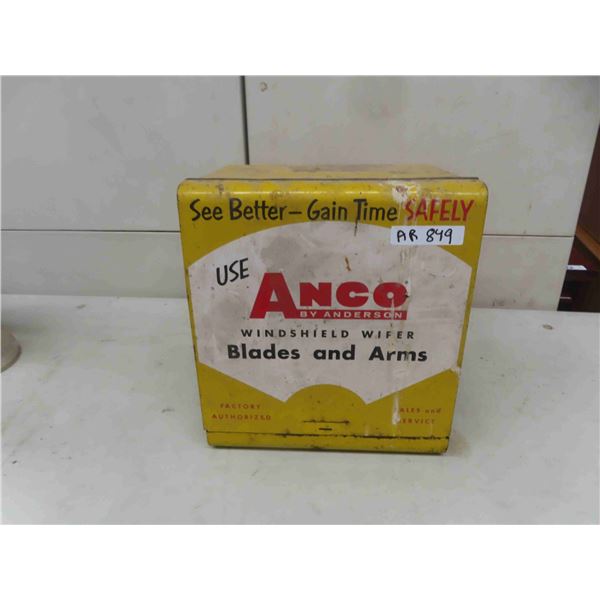 See Better – Gain Time SAFELY
AR 849
USE
ANCO
BY ANDERSON
WINDSHIELD WIPER
Blades and Arms
FACTORY AUTHORIZED
SALES and SERVICE